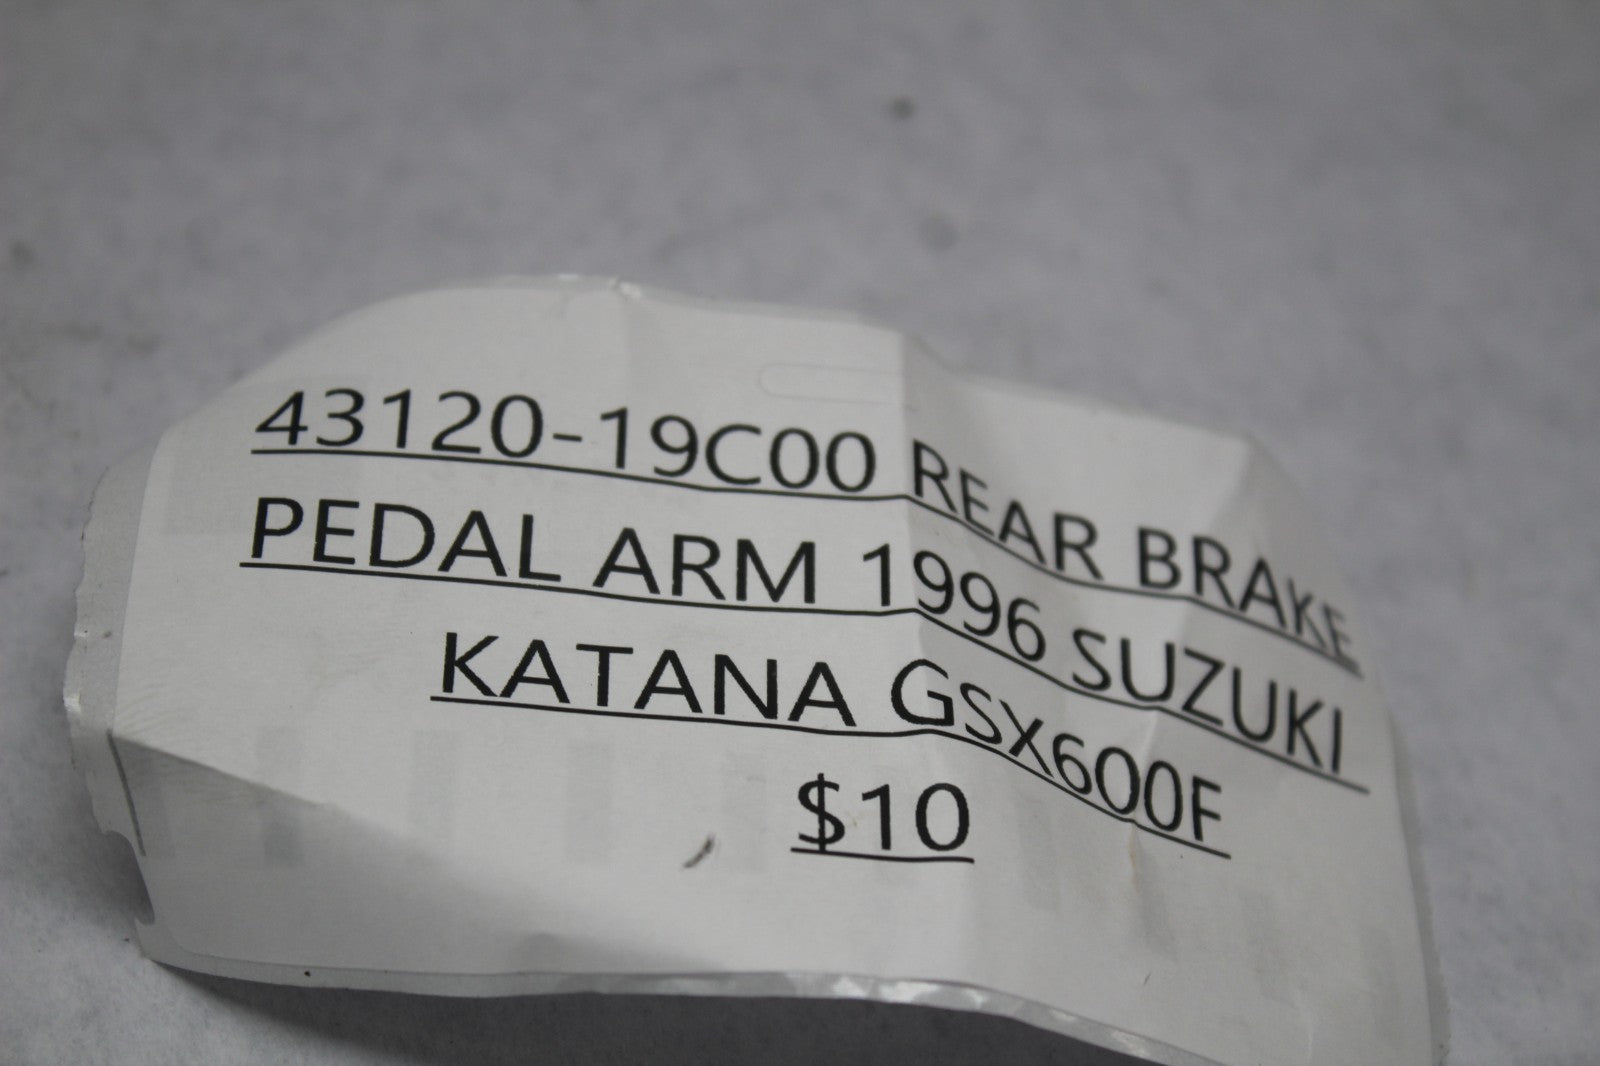 43120-19C00 REAR BRAKE
PEDAL ARM 1996 SUZUKI
KATANA GSX600F
$10